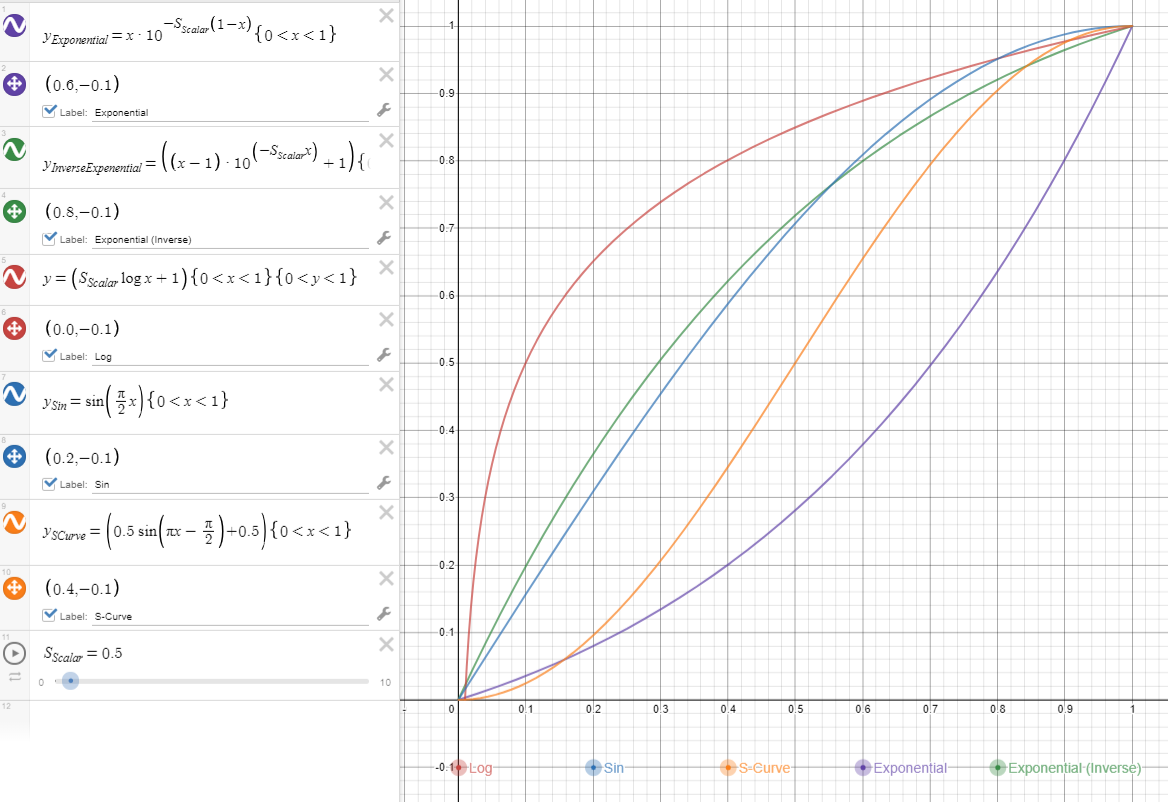 1
y_Exponential = x · 10^(−S_Scalar(1−x)) {0 < x < 1}
2
(0.6,−0.1)
Label: Exponential
3
y_InverseExpenential = ((x − 1) · 10^(−S_Scalar x) + 1) {
4
(0.8,−0.1)
Label: Exponential (Inverse)
5
y = (S_Scalar log x + 1) {0 < x < 1} {0 < y < 1}
6
(0.0,−0.1)
Label: Log
7
y_Sin = sin(π/2 x) {0 < x < 1}
8
(0.2,−0.1)
Label: Sin
9
y_SCurve = (0.5 sin(πx − π/2) + 0.5) {0 < x < 1}
10
(0.4,−0.1)
Label: S-Curve
11
S_Scalar = 0.5
0 10
12
1
0.9
0.8
0.7
0.6
0.5
0.4
0.3
0.2
0.1
0 0.1 0.2 0.3 0.4 0.5 0.6 0.7 0.8 0.9 1
-0.1 Log Sin S-Curve Exponential Exponential (Inverse)